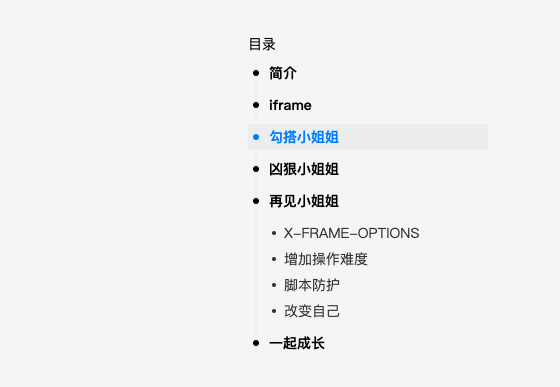 目录
简介
iframe
勾搭小姐姐
凶狠小姐姐
再见小姐姐
X-FRAME-OPTIONS
增加操作难度
脚本防护
改变自己
一起成长